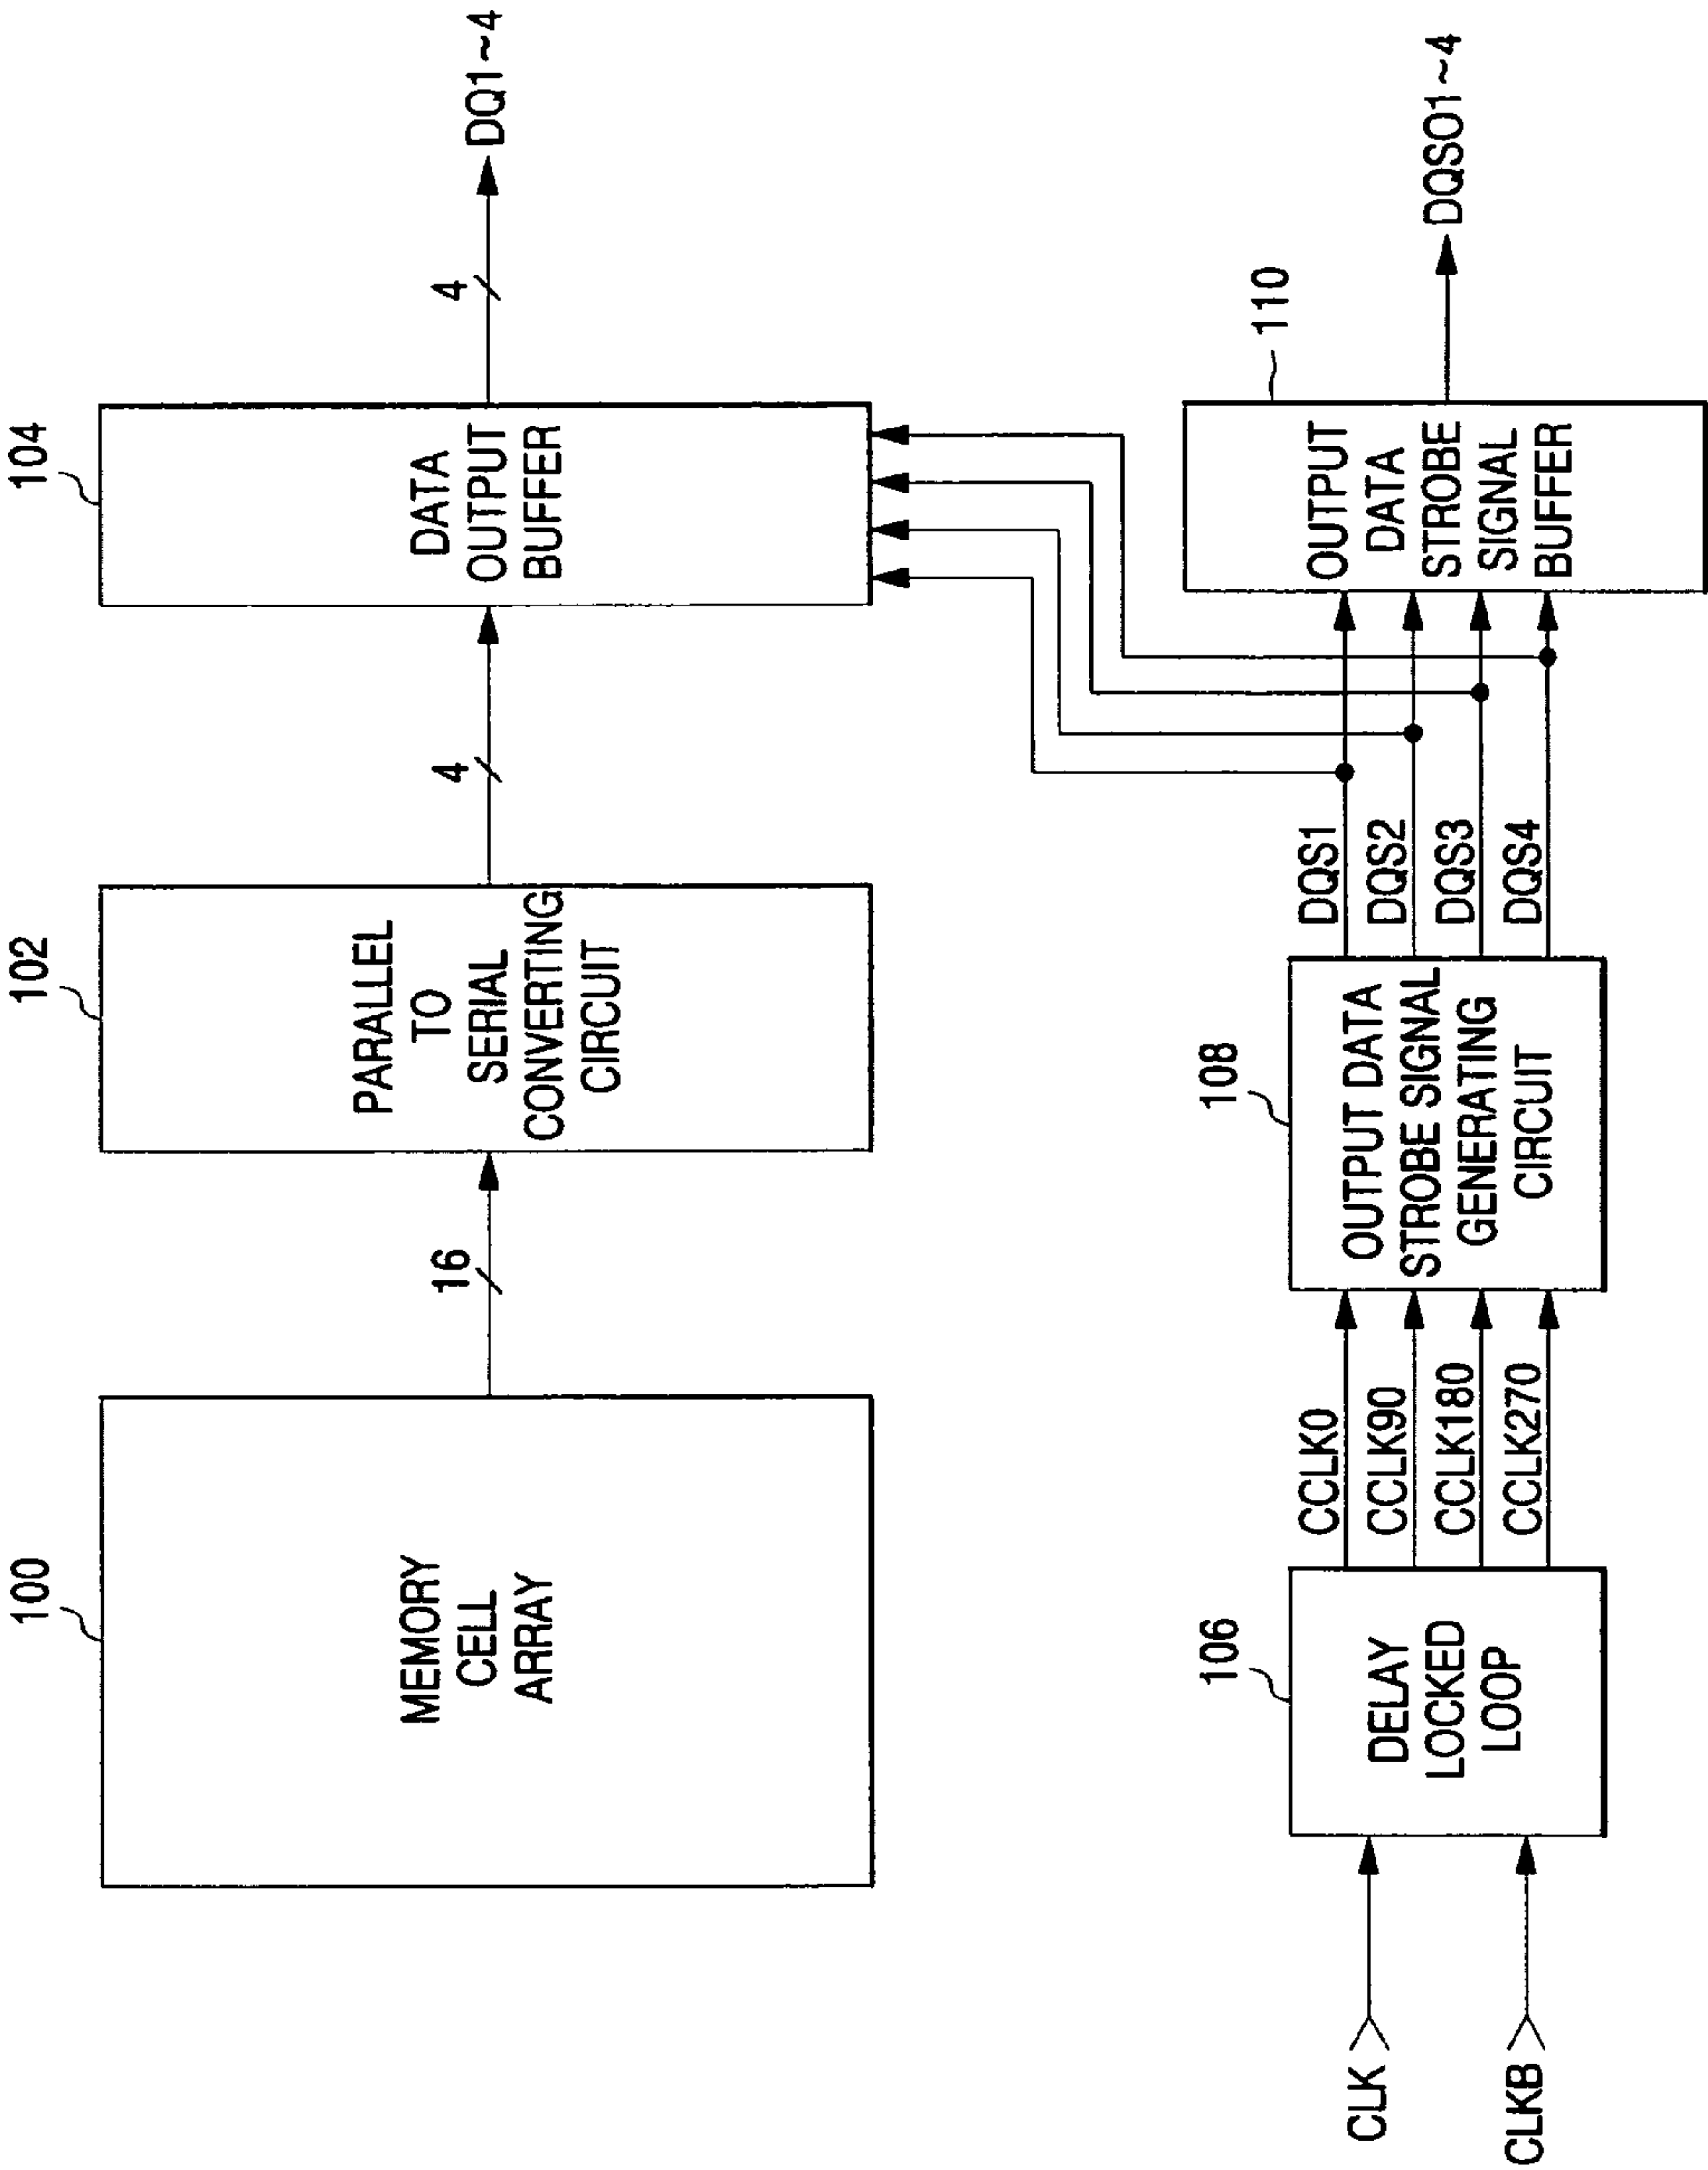 100
MEMORY
CELL
ARRAY
16
102
PARALLEL
TO
SERIAL
CONVERTING
CIRCUIT
4
104
DATA
OUTPUT
BUFFER
4
DQ1~4
CLK
CLKB
106
DELAY
LOCKED
LOOP
CCLK0
CCLK90
CCLK180
CCLK270
108
OUTPUT DATA
STROBE SIGNAL
GENERATING
CIRCUIT
DQS1
DQS2
DQS3
DQS4
110
OUTPUT
DATA
STROBE
SIGNAL
BUFFER
DQSO1~4